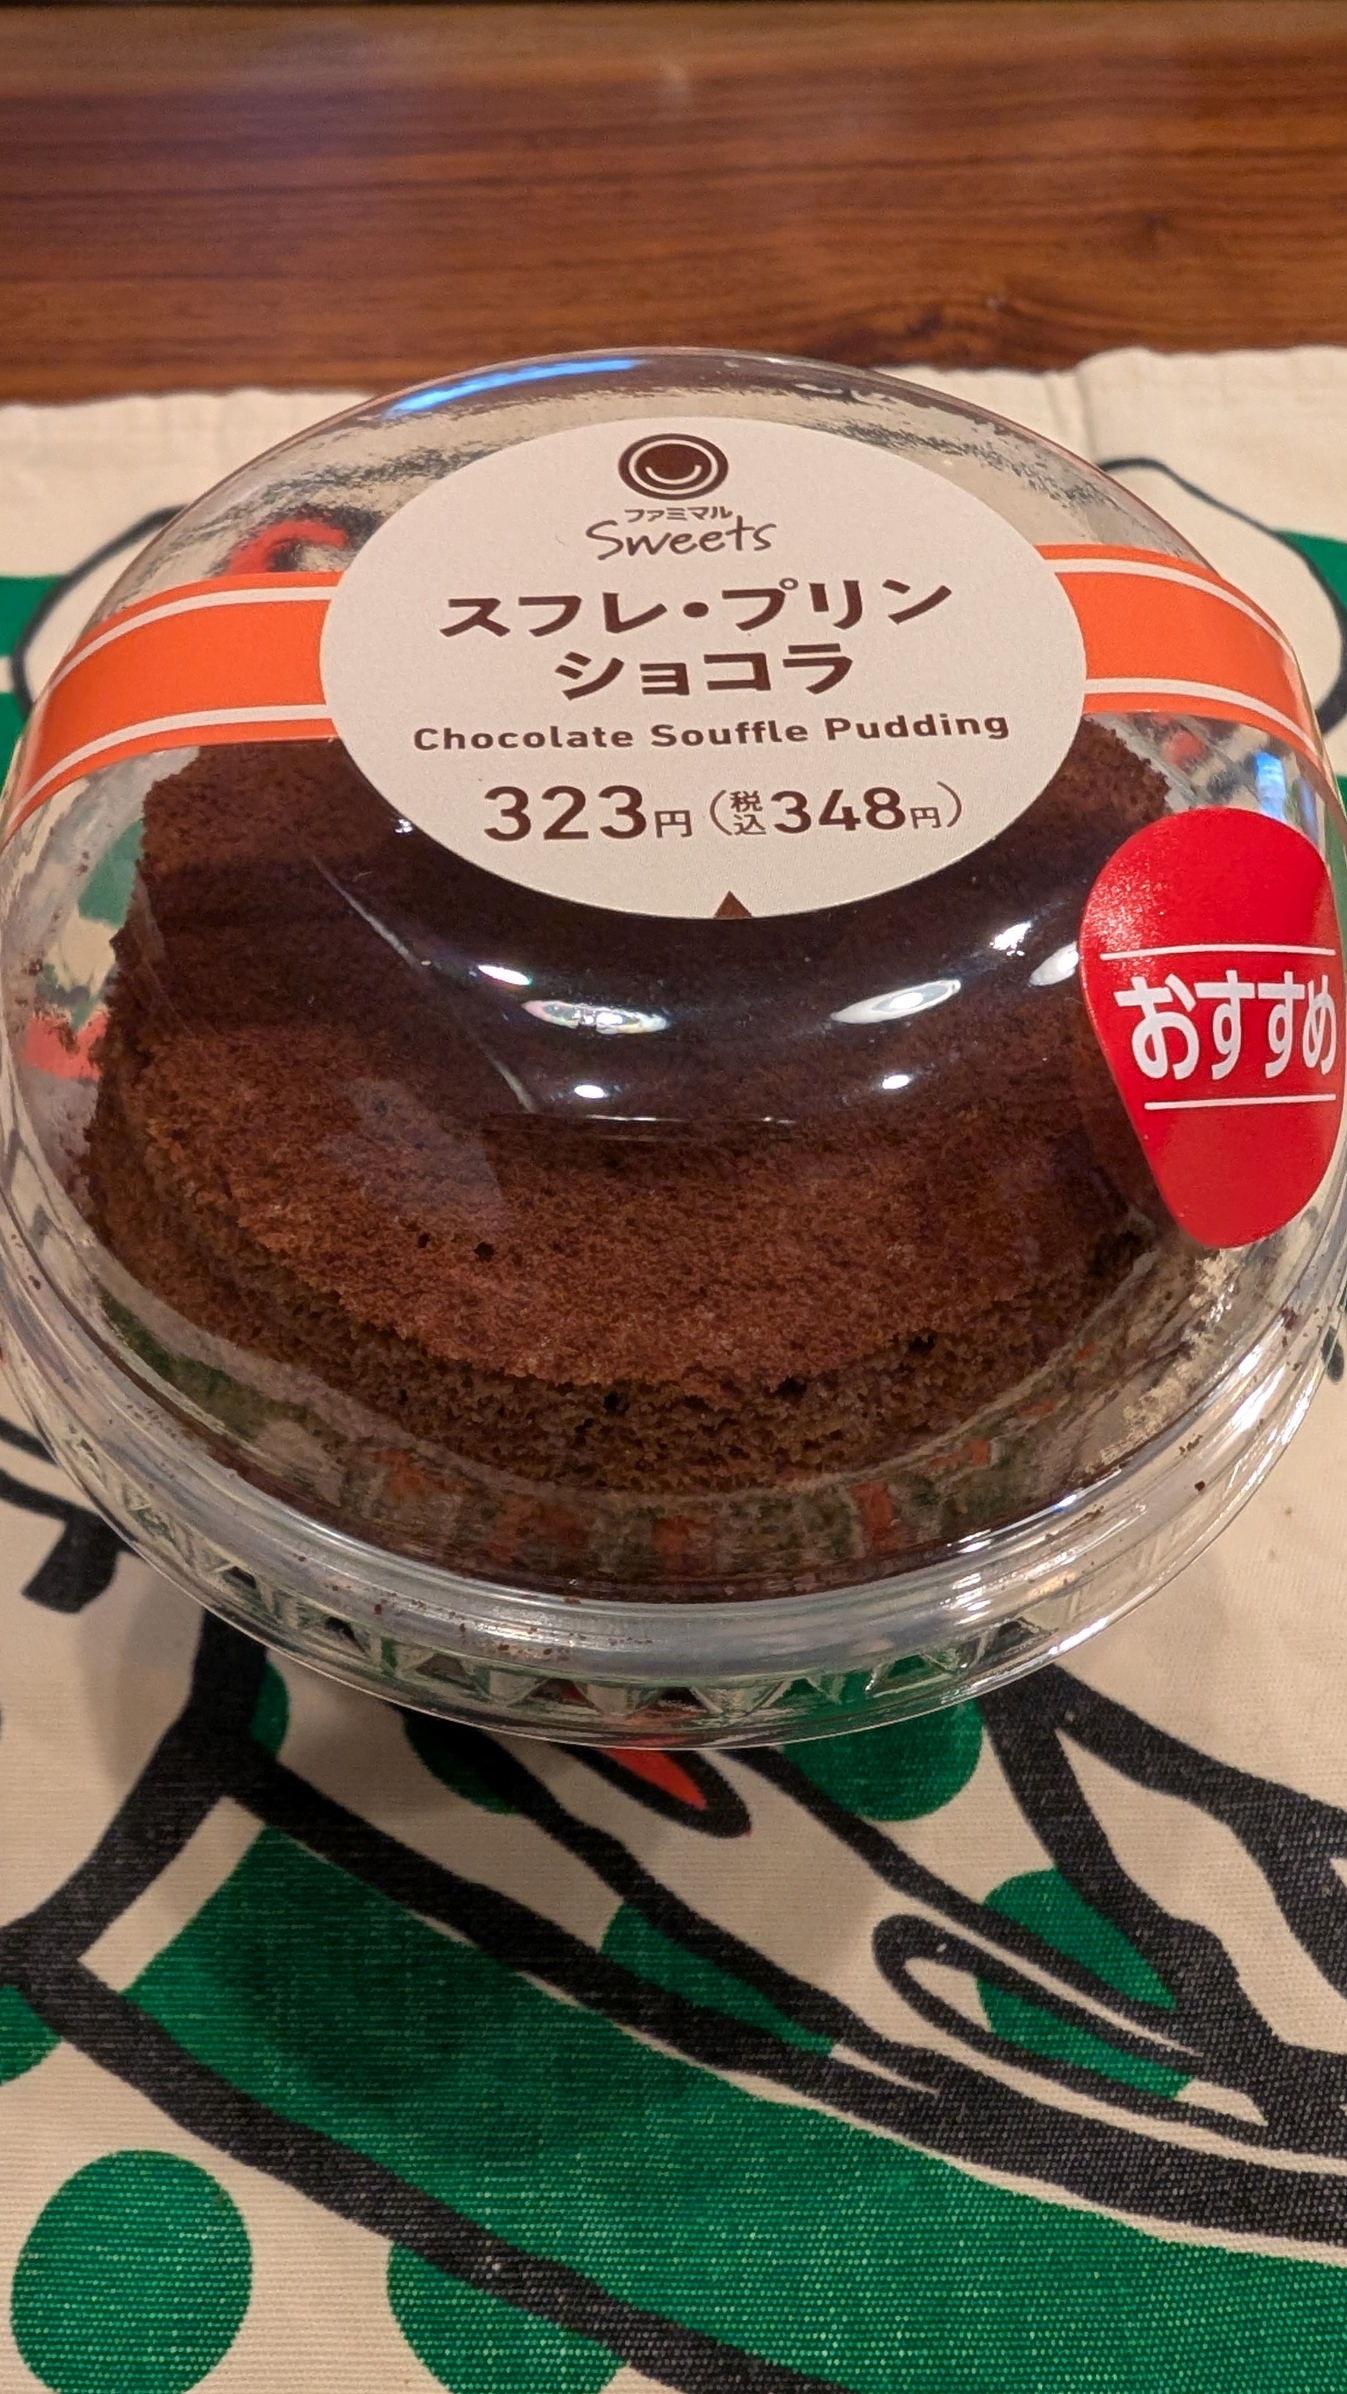 ファミマル
Sweets
スフレ・プリン
ショコラ
Chocolate Souffle Pudding
323円(税込348円)
おすすめ